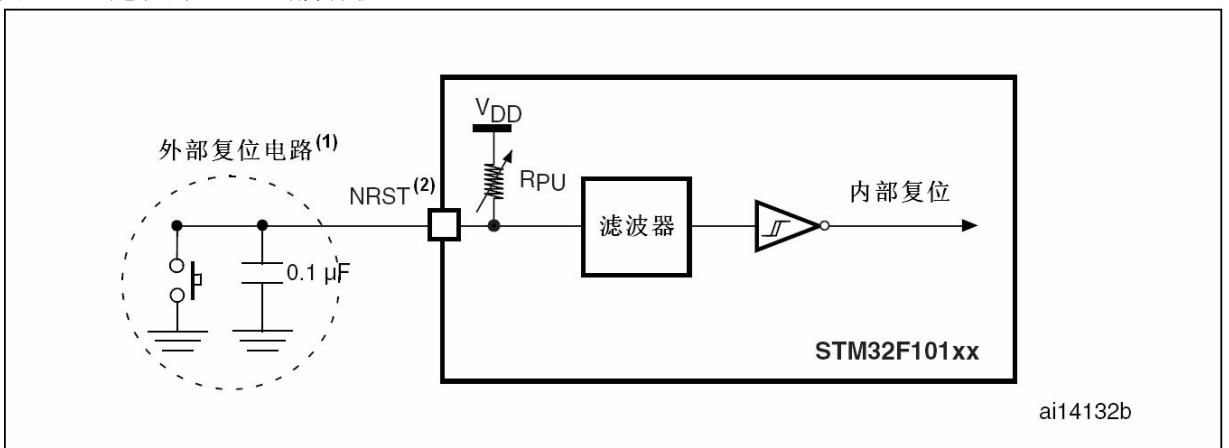 VDD
外部复位电路(1)
NRST(2)
RPU
滤波器
内部复位
0.1 µF
STM32F101xx
ai14132b